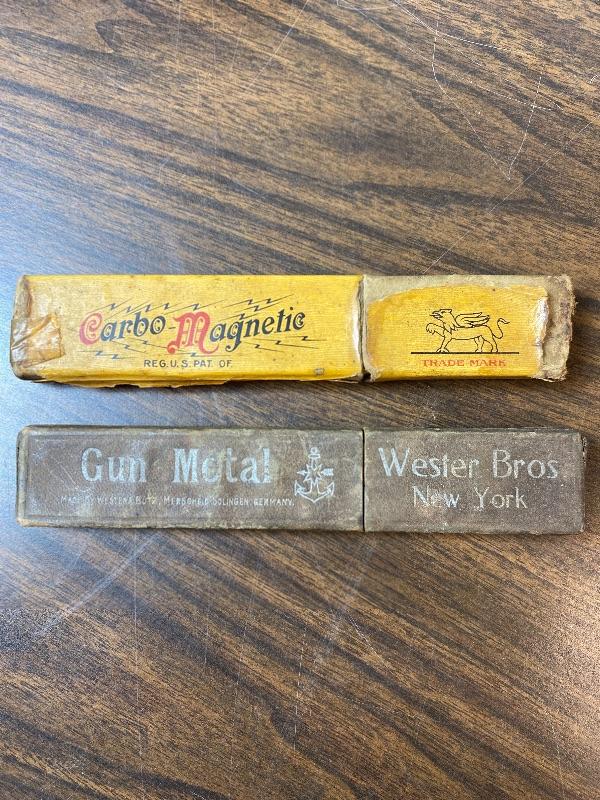 Carbo-Magnetic
REG. U.S. PAT. OF.
TRADE MARK
Gun Metal
MADE BY WESTER & BUTZ, MERSCHEID-SOLINGEN, GERMANY.
Wester Bros
New York